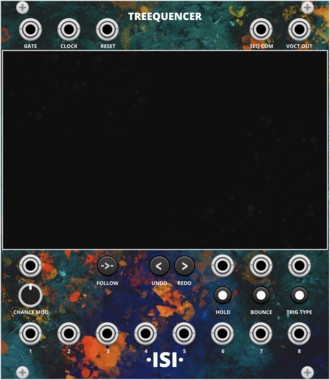 TREEQUENCER
GATE CLOCK RESET SEQ COM VOCT OUT
->-  <  >
FOLLOW UNDO REDO HOLD BOUNCE TRIG TYPE
CHANCE MOD
1 2 3 4 5 6 7 8
·ISI·